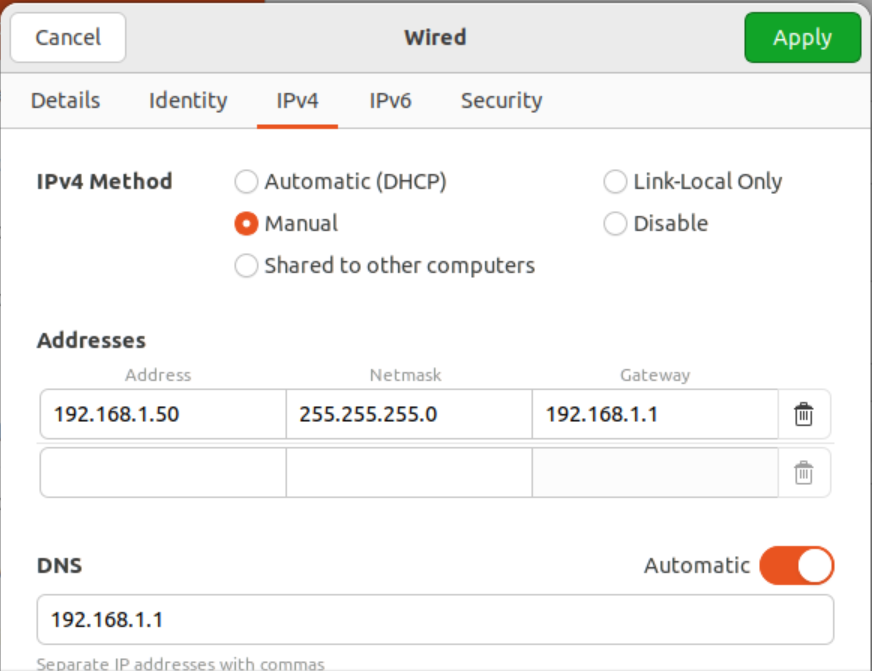 Cancel Wired Apply
Details Identity IPv4 IPv6 Security
IPv4 Method Automatic (DHCP) Link-Local Only
Manual Disable
Shared to other computers
Addresses
Address Netmask Gateway
192.168.1.50 255.255.255.0 192.168.1.1
DNS Automatic
192.168.1.1
Separate IP addresses with commas